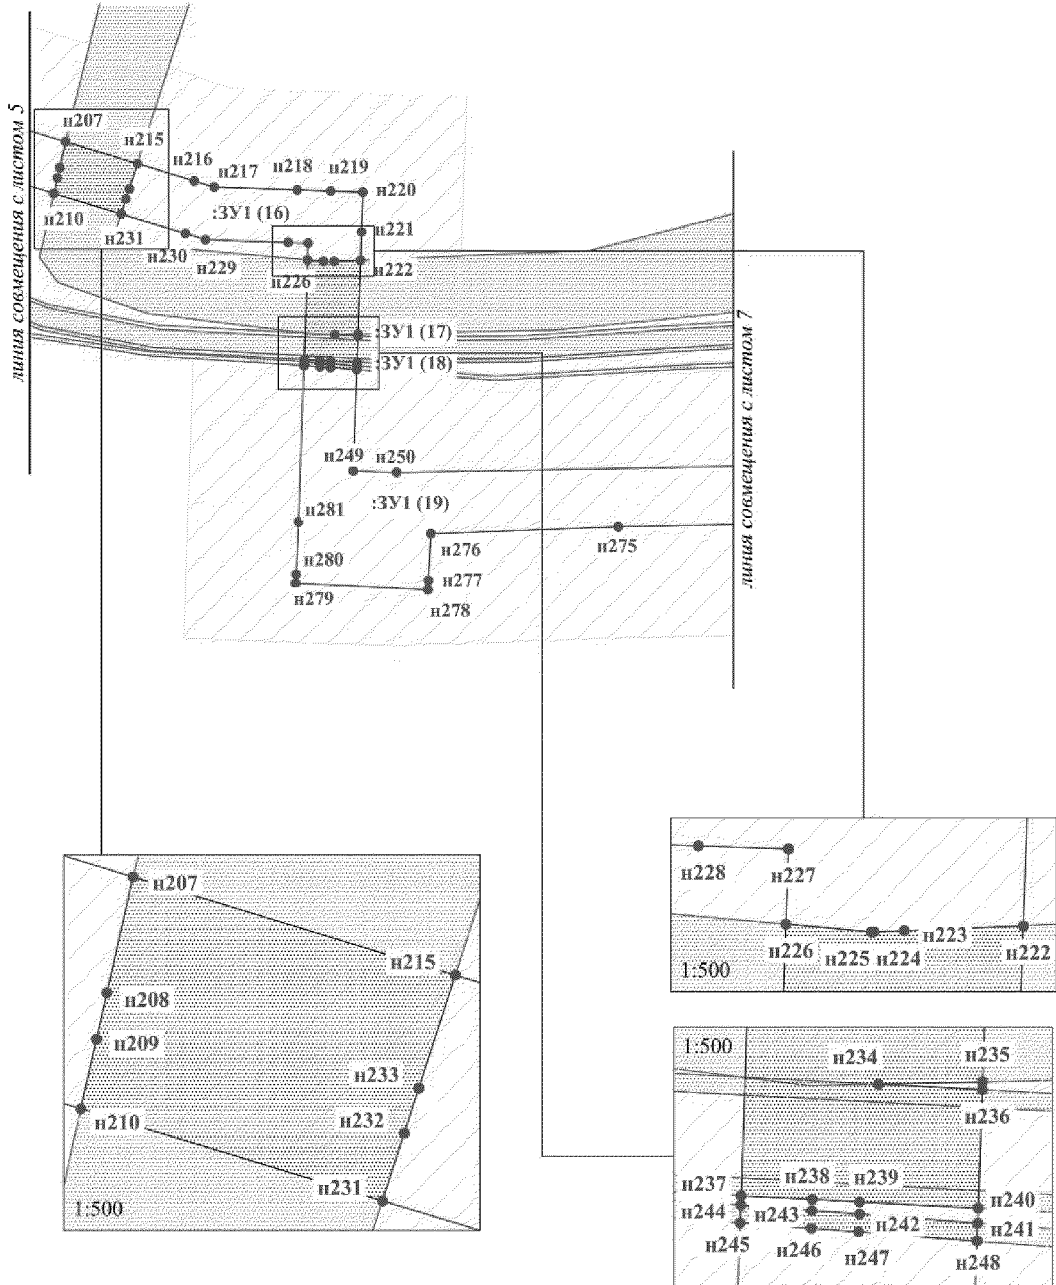 линия совмещения с листом 5
н207
н215
н216
н217
н218
н219
н220
:ЗУ1 (16)
н210
н231
н221
н230
н229
н222
н226
:ЗУ1 (17)
:ЗУ1 (18)
линия совмещения с листом 7
н249
н250
:ЗУ1 (19)
н281
н276
н275
н280
н277
н279
н278
н207
н215
н208
н209
н233
н210
н232
н231
1:500
н228
н227
н226
н225
н224
н223
н222
1:500
1:500
н234
н235
н236
н237
н238
н239
н240
н244
н243
н242
н241
н245
н246
н247
н248